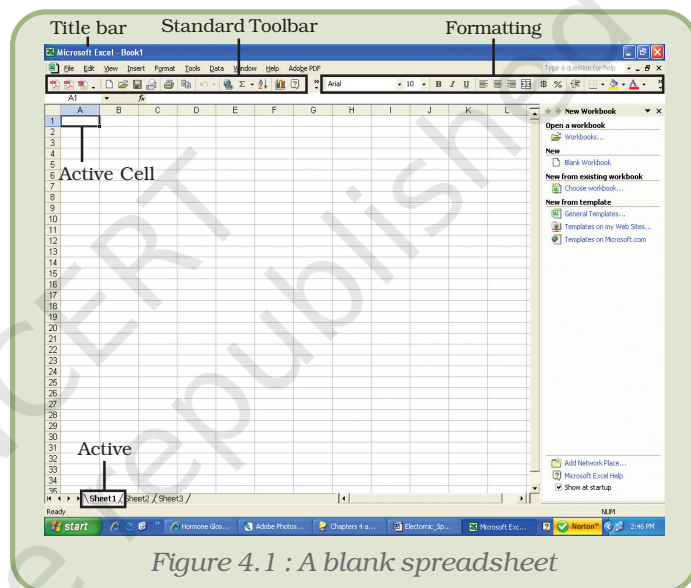 Title bar Standard Toolbar Formatting
Microsoft Excel - Book1
File Edit View Insert Format Tools Data Window Help Adobe PDF Type a question for help
Arial 10 B I U $ %
A1 fx
A B C D E F G H I J K L
New Workbook
1
Open a workbook
2
Workbooks...
3
New
4
Blank Workbook
5
Active Cell
New from existing workbook
6
Choose workbook...
7
8
New from template
9
General Templates...
10
Templates on my Web Sites...
11
Templates on Microsoft.com
12
13
14
15
16
17
18
19
20
21
22
23
24
25
26
27
28
29
30
31
Active
32
Add Network Place...
33
Microsoft Excel Help
34
Show at startup
35
Sheet1 Sheet2 Sheet3
Ready NUM
start Hormone Glos... Adobe Photos... Chapters 4 a... Electornic_Sp... Microsoft Exc... Norton™ 2:46 PM
Figure 4.1 : A blank spreadsheet
NCERT
republished